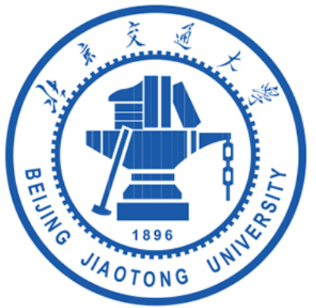 北京交通大学
1896
BEIJING JIAOTONG UNIVERSITY